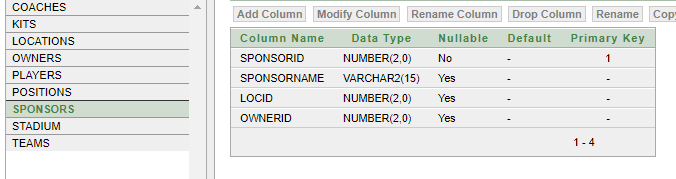 COACHES
KITS
LOCATIONS
OWNERS
PLAYERS
POSITIONS
SPONSORS
STADIUM
TEAMS
Add Column Modify Column Rename Column Drop Column Rename
Column Name Data Type Nullable Default Primary Key
SPONSORID NUMBER(2,0) No - 1
SPONSORNAME VARCHAR2(15) Yes - -
LOCID NUMBER(2,0) Yes - -
OWNERID NUMBER(2,0) Yes - -
1 - 4